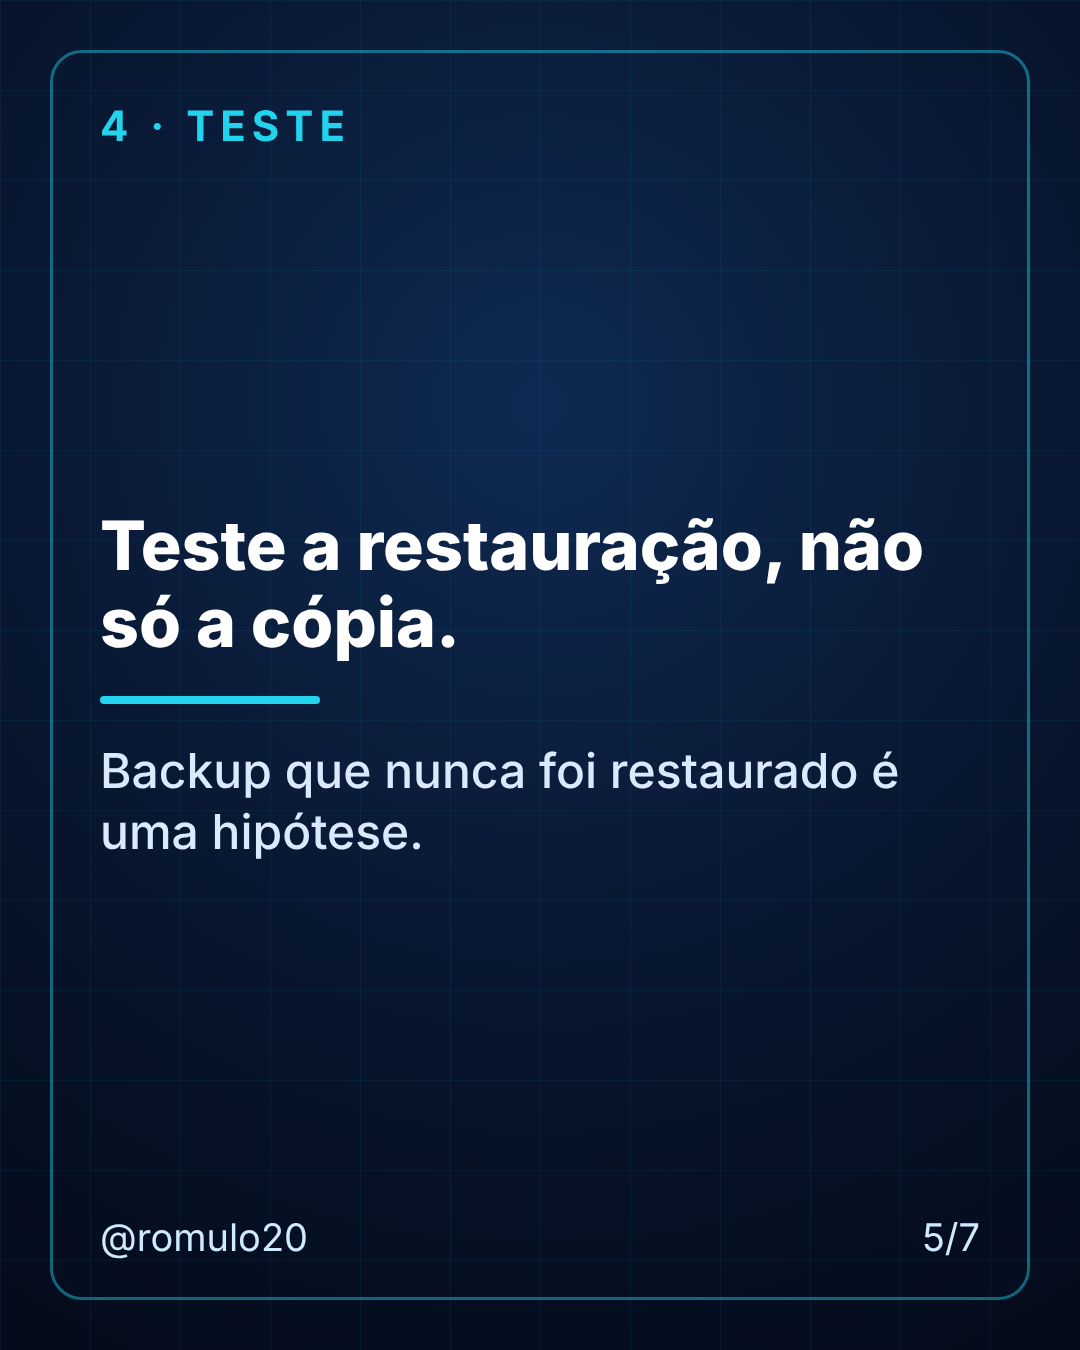 4 · TESTE
Teste a restauração, não
só a cópia.
Backup que nunca foi restaurado é
uma hipótese.
@romulo20
5/7